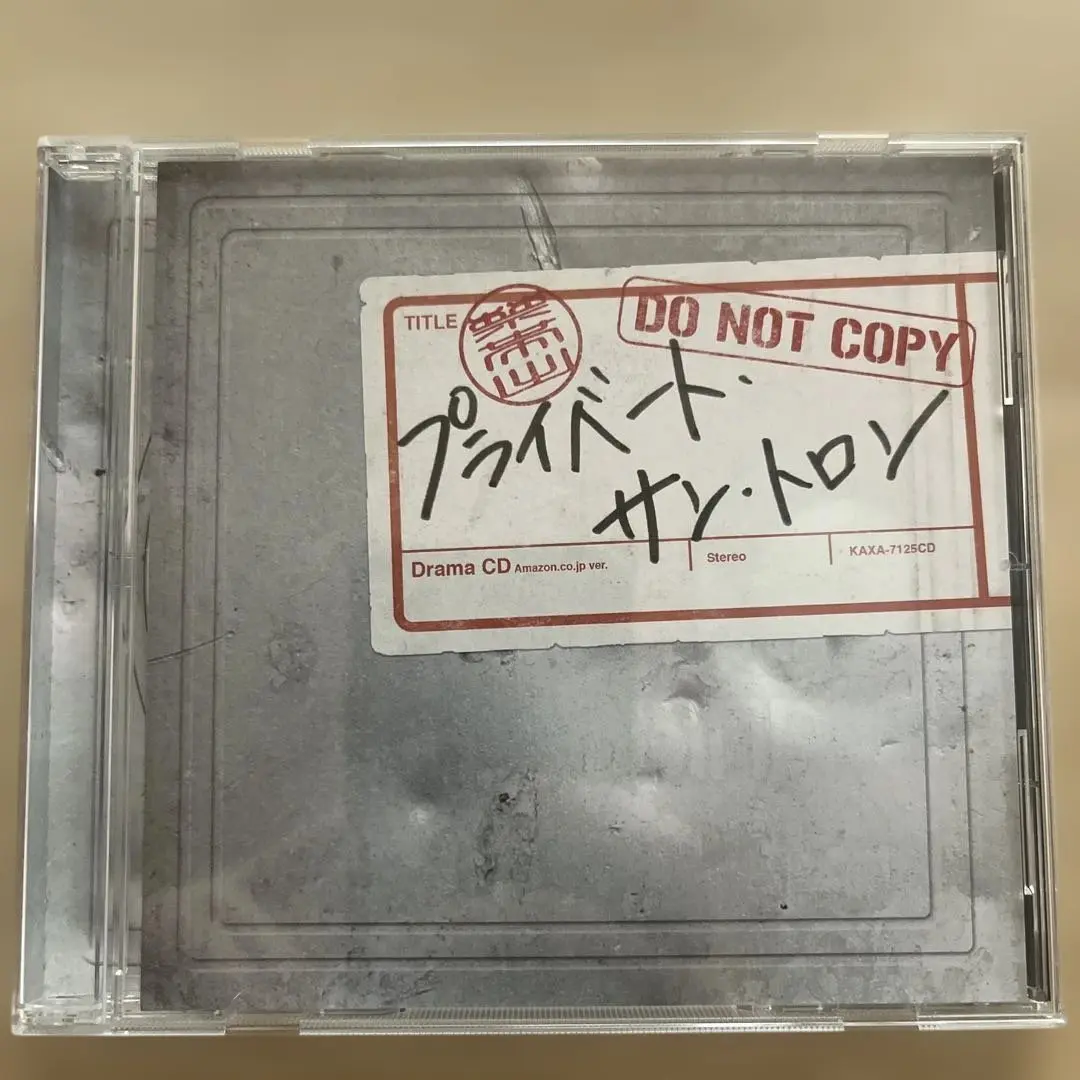 TITLE
DO NOT COPY
プライベート・
サン・トロン
Drama CD Amazon.co.jp ver.
Stereo
KAXA-7125CD